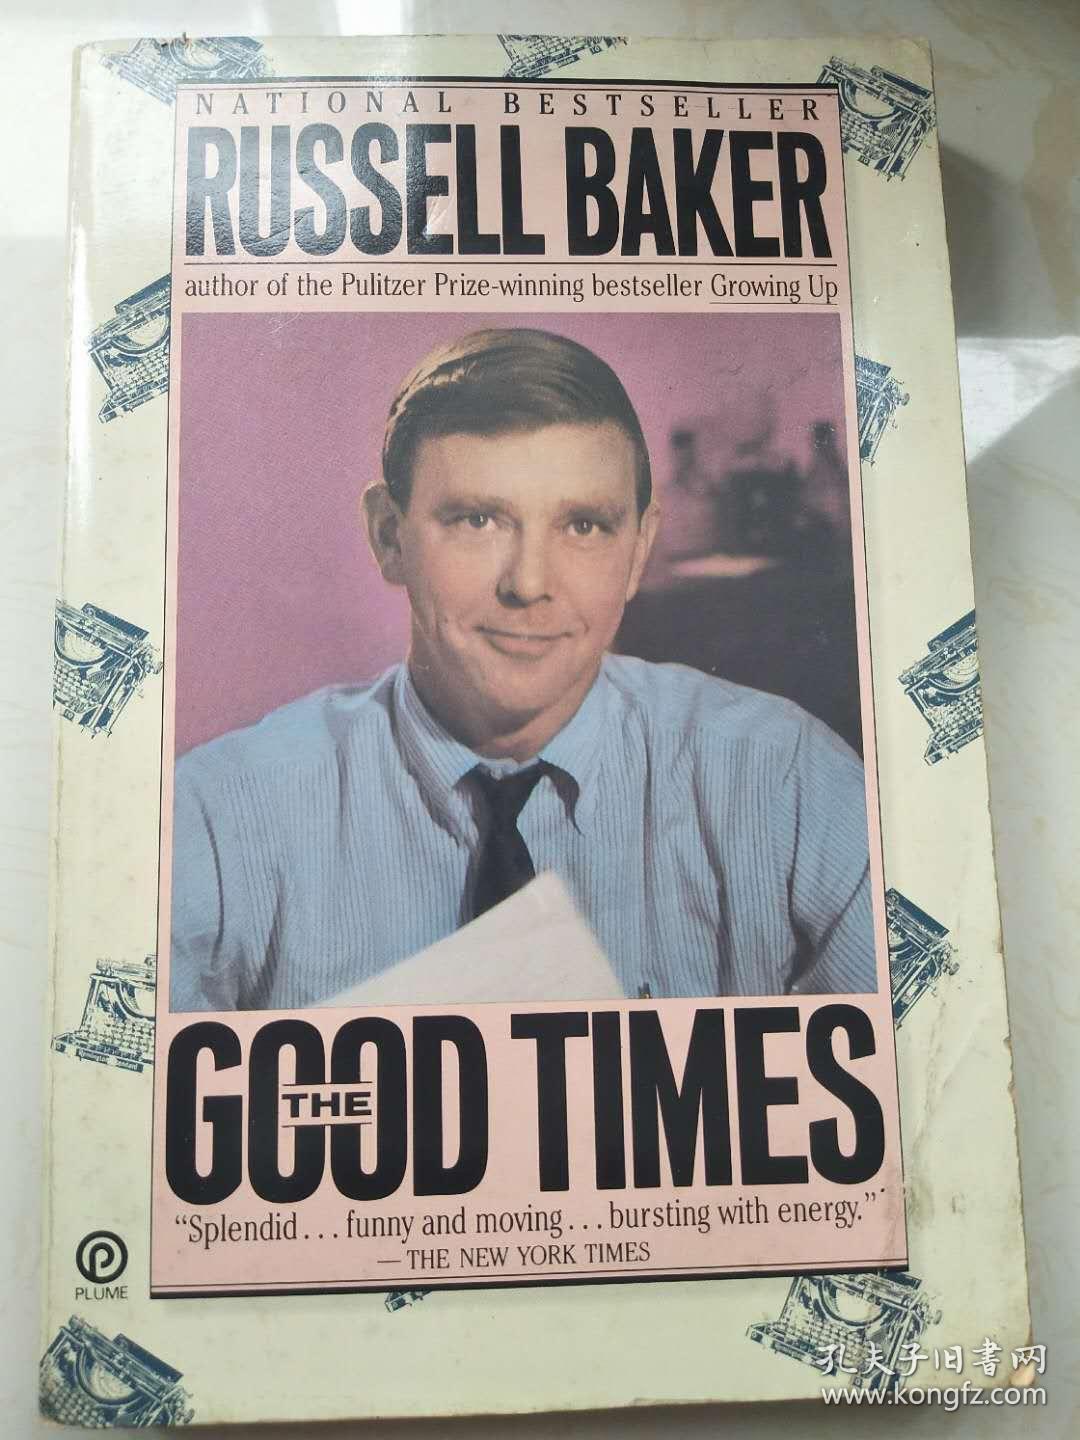 NATIONAL BESTSELLER
RUSSELL BAKER
author of the Pulitzer Prize-winning bestseller Growing Up
THE
GOOD TIMES
“Splendid... funny and moving... bursting with energy.”
—THE NEW YORK TIMES
PLUME
孔夫子旧书网
www.kongfz.com